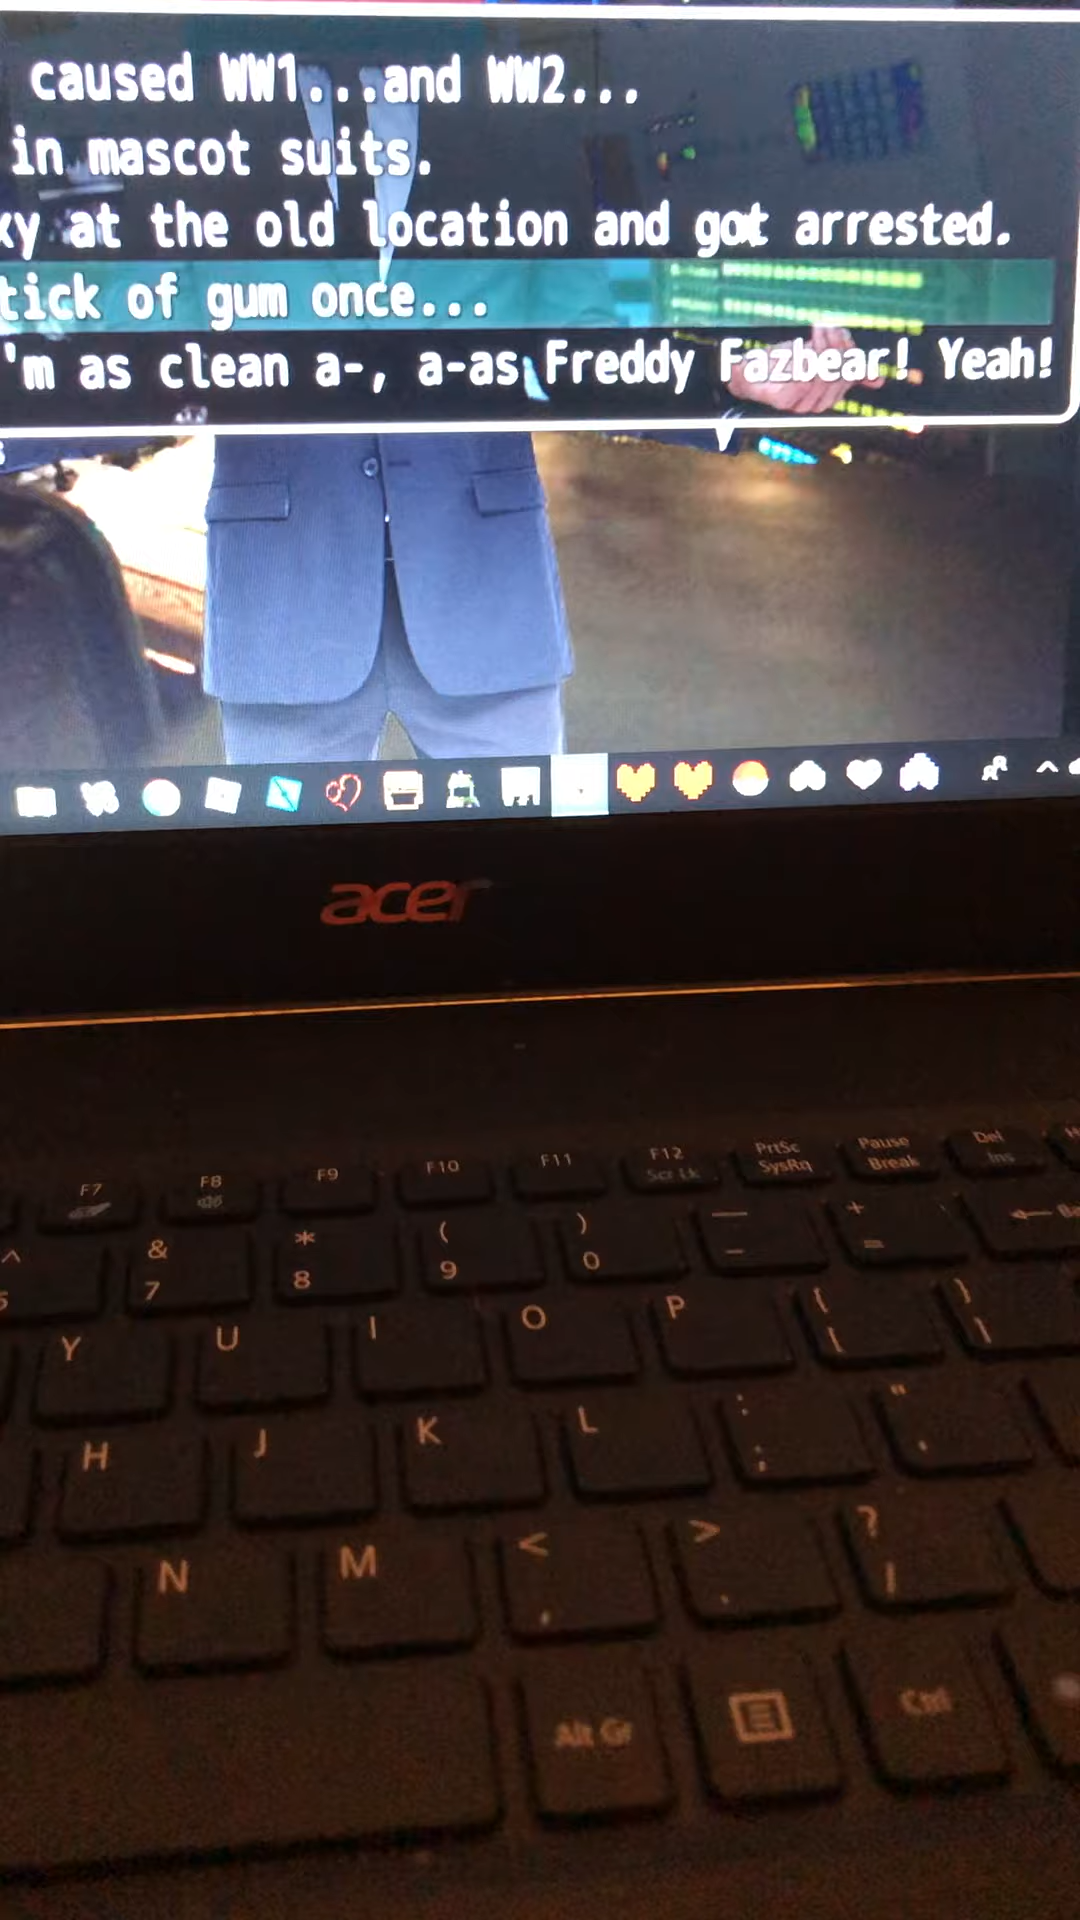 caused WW1...and WW2...
in mascot suits.
xy at the old location and got arrested.
tick of gum once...
'm as clean a-, a-as Freddy Fazbear! Yeah!
acer
F7 F8 F9 F10 F11 F12 Scr Lk PrtSc SysRq Pause Break Del Ins
^ & 7 * 8 ( 9 ) 0 _ - + =
Y U I O P { [ } ]
H J K L : ; " '
N M < , > . ? /
Alt Gr Ctrl